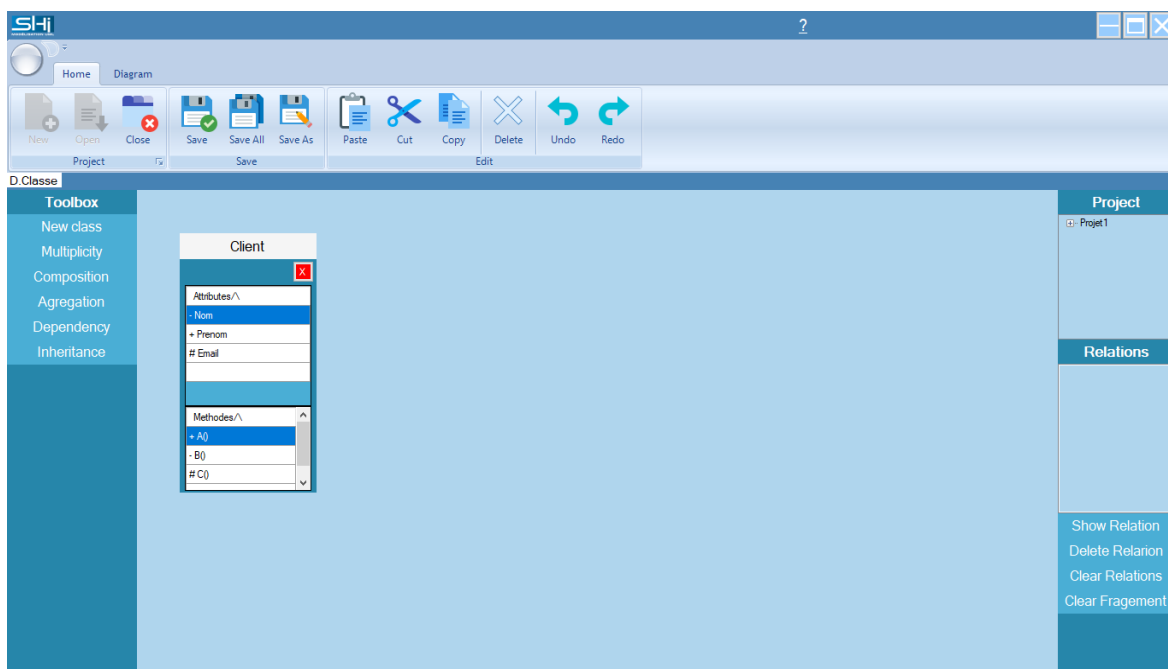 SHi
?
X
Home Diagram
New Open Close Save Save All Save As Paste Cut Copy Delete Undo Redo
Project Save Edit
D.Classe
Toolbox
New class
Multiplicity
Composition
Agregation
Dependency
Inheritance
Client
X
Attributes/\
- Nom
+ Prenom
# Email
Methodes/\
+ A()
- B()
# C()
Project
Projet1
Relations
Show Relation
Delete Relarion
Clear Relations
Clear Fragement